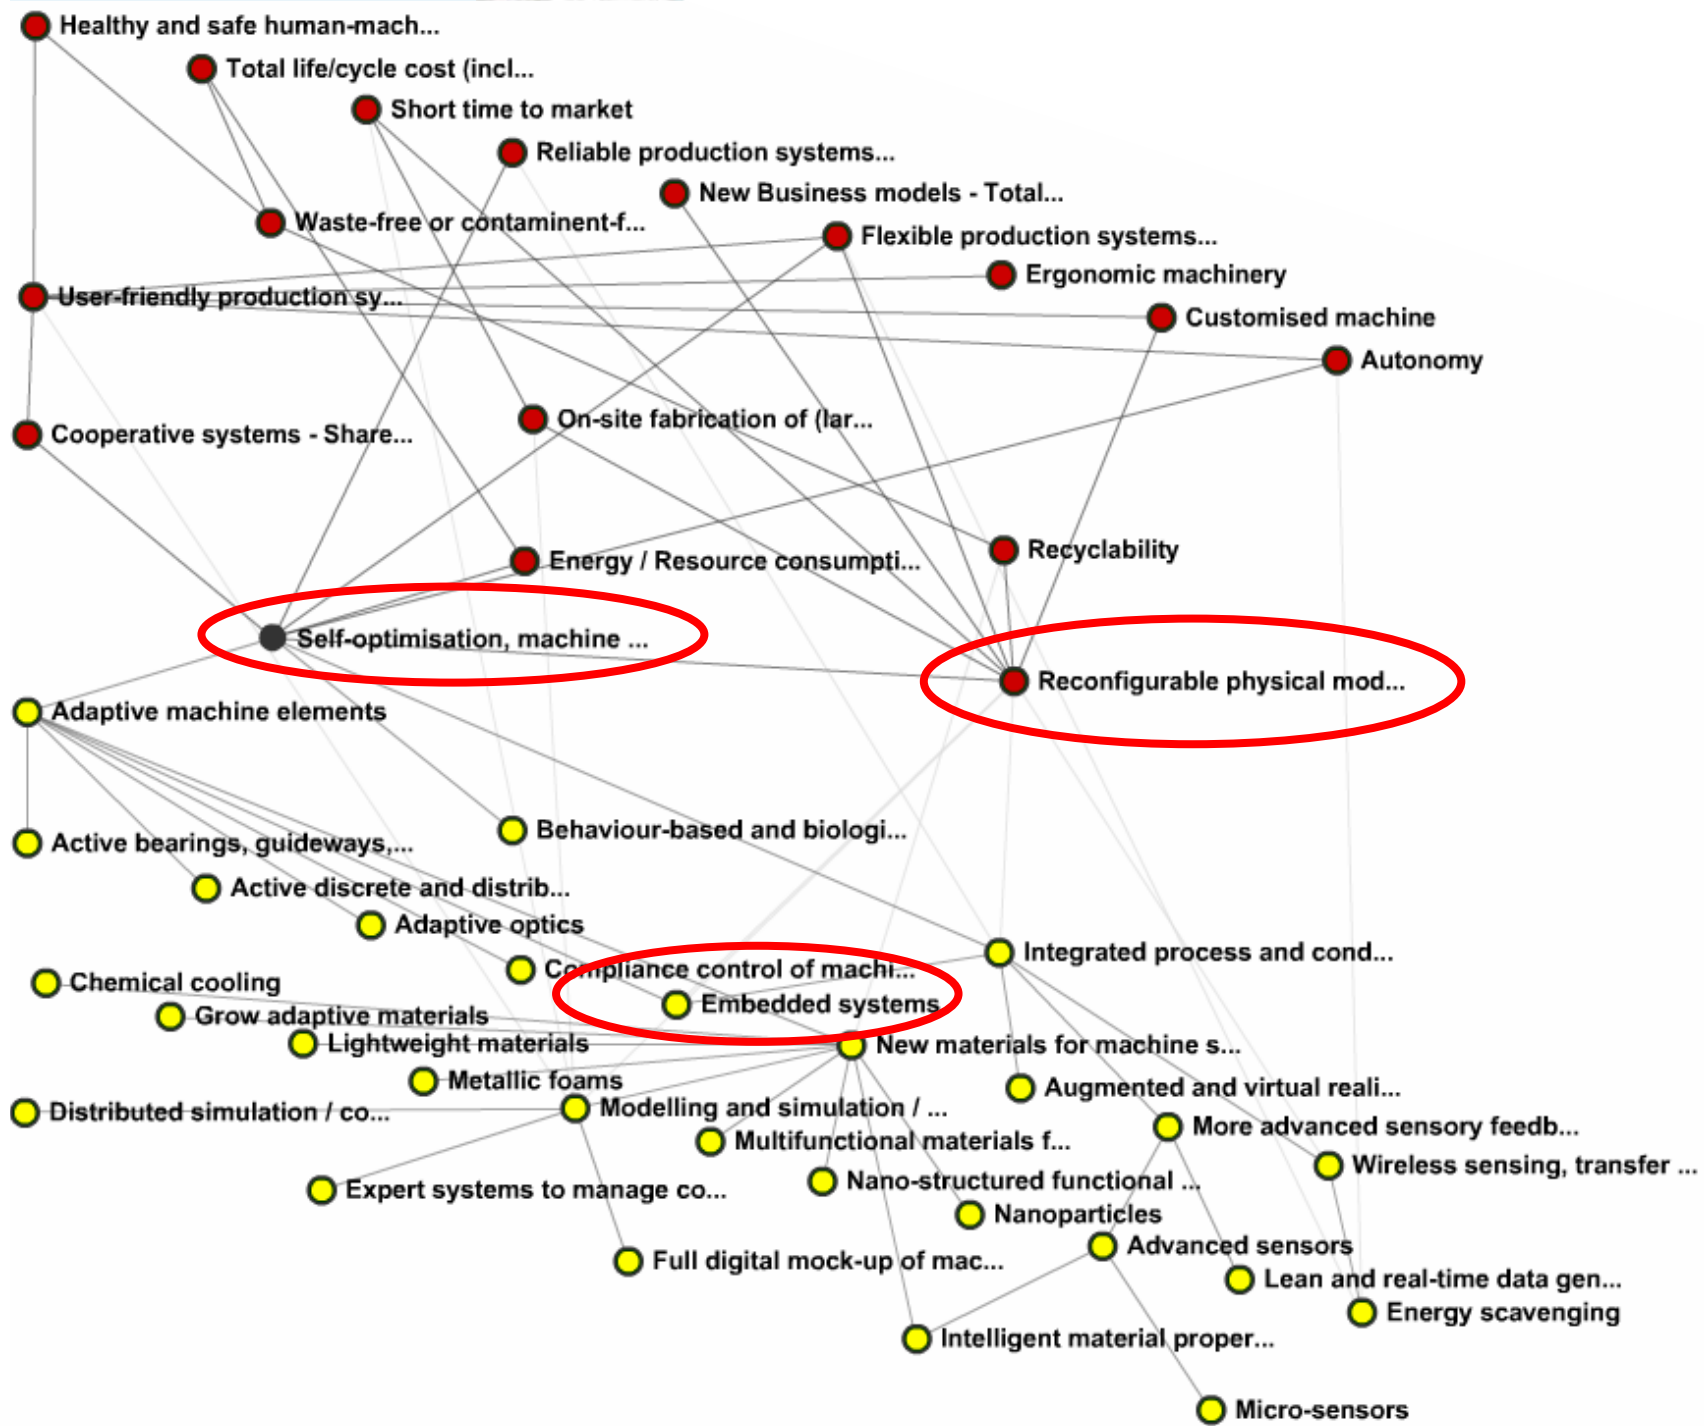 Healthy and safe human-mach...
Total life/cycle cost (incl...
Short time to market
Reliable production systems...
New Business models - Total...
Waste-free or contaminent-f...
Flexible production systems...
Ergonomic machinery
User-friendly production sy...
Customised machine
Autonomy
On-site fabrication of (lar...
Cooperative systems - Share...
Recyclability
Energy / Resource consumpti...
Self-optimisation, machine ...
Reconfigurable physical mod...
Adaptive machine elements
Behaviour-based and biologi...
Active bearings, guideways,...
Active discrete and distrib...
Adaptive optics
Integrated process and cond...
Compliance control of machi...
Chemical cooling
Embedded systems
Grow adaptive materials
Lightweight materials
New materials for machine s...
Metallic foams
Augmented and virtual reali...
Distributed simulation / co...
Modelling and simulation / ...
More advanced sensory feedb...
Multifunctional materials f...
Wireless sensing, transfer ...
Nano-structured functional ...
Expert systems to manage co...
Nanoparticles
Advanced sensors
Full digital mock-up of mac...
Lean and real-time data gen...
Energy scavenging
Intelligent material proper...
Micro-sensors